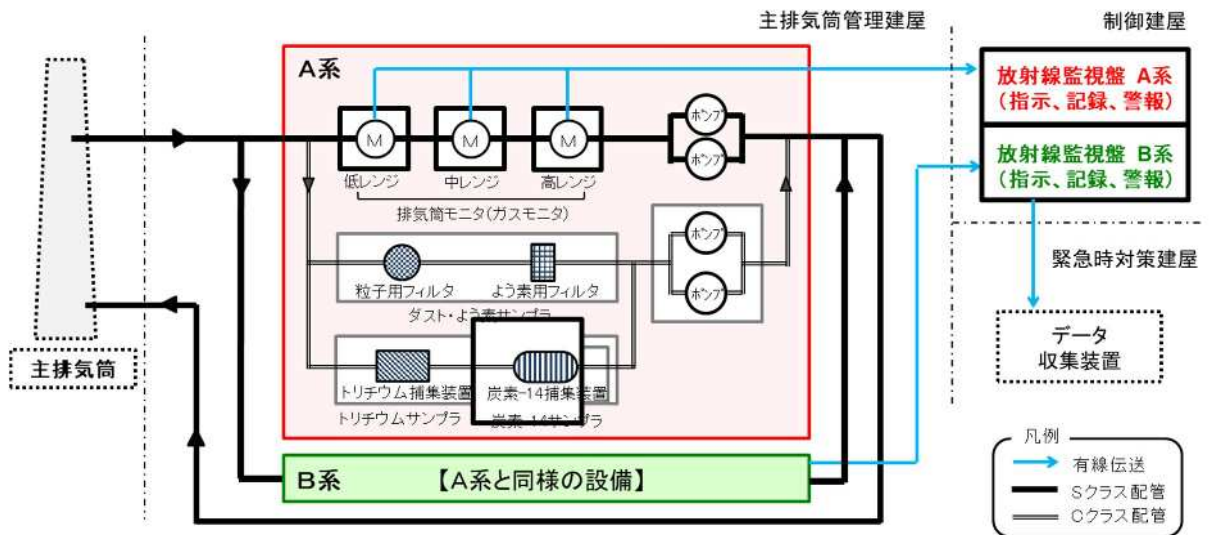 主排気筒管理建屋
制御建屋
A系
放射線監視盤 A系
(指示、記録、警報)
放射線監視盤 B系
(指示、記録、警報)
M
M
M
ポンプ
ポンプ
低レンジ
中レンジ
高レンジ
排気筒モニタ(ガスモニタ)
緊急時対策建屋
ポンプ
ポンプ
粒子用フィルタ
よう素用フィルタ
ダスト・よう素サンプラ
データ
収集装置
主排気筒
トリチウム捕集装置
炭素-14捕集装置
トリチウムサンプラ
炭素-14サンプラ
B系 【A系と同様の設備】
凡例
有線伝送
Sクラス配管
Cクラス配管